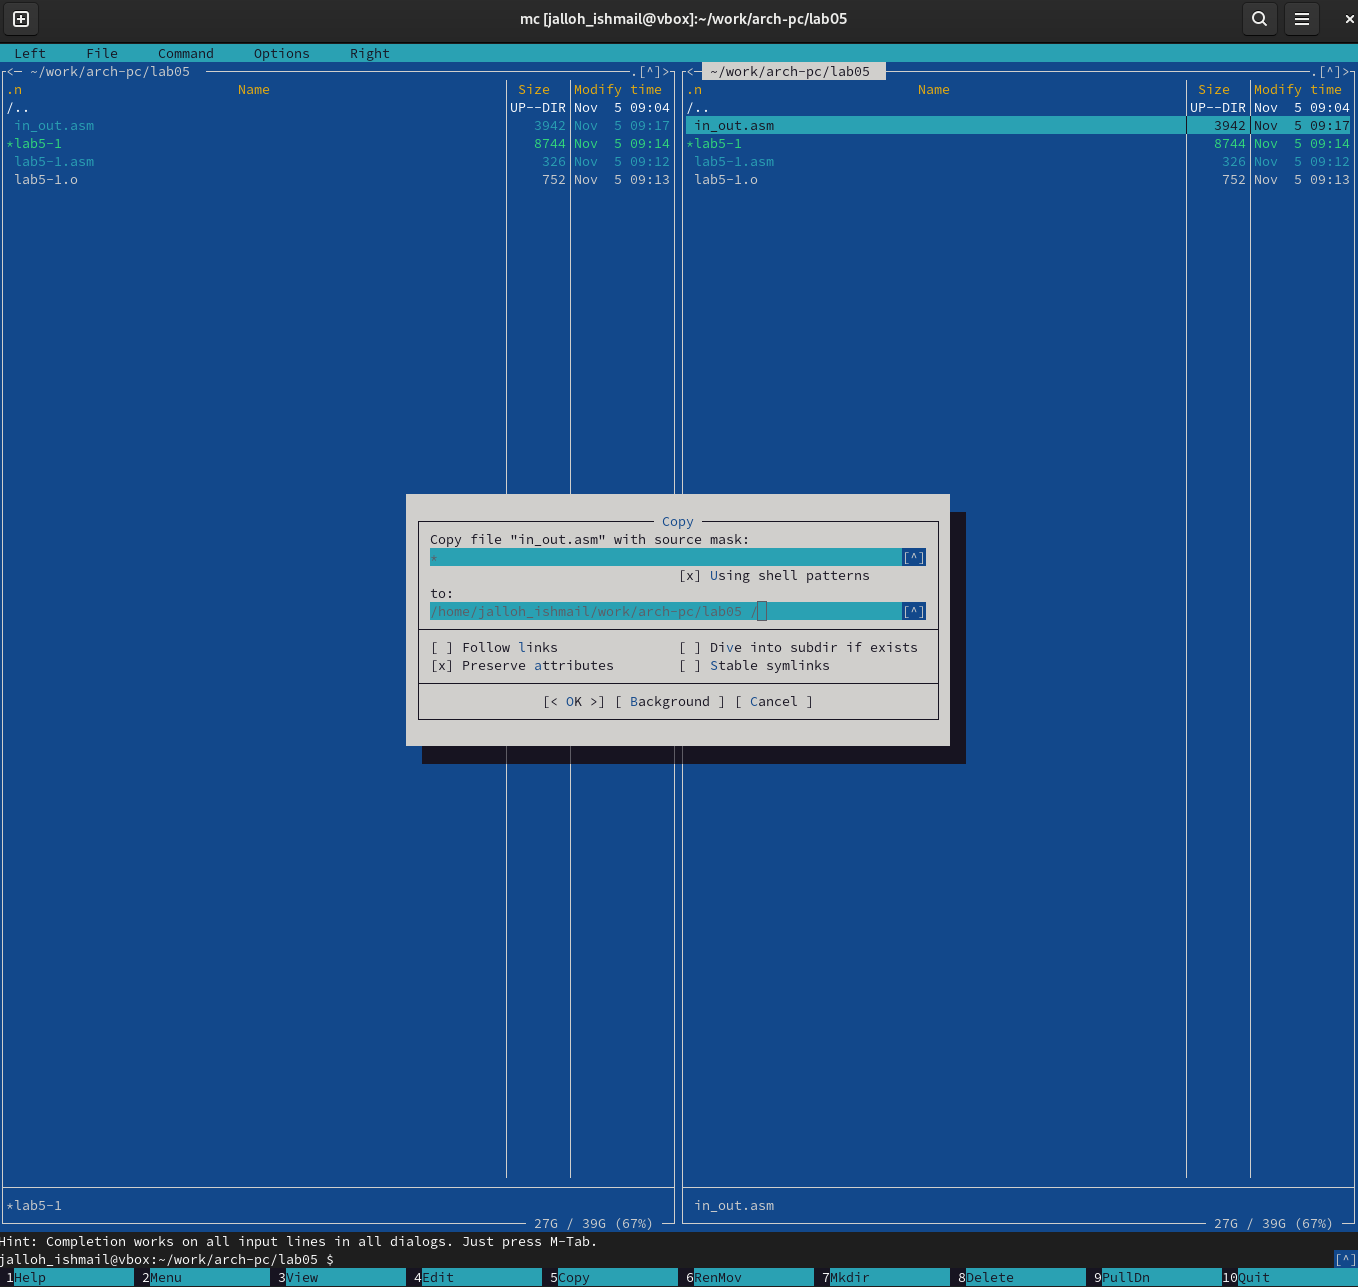 mc [jalloh_ishmail@vbox]:~/work/arch-pc/lab05
Left File Command Options Right
<─ ~/work/arch-pc/lab05 .[^]>
.n Name Size Modify time
/.. UP--DIR Nov 5 09:04
in_out.asm 3942 Nov 5 09:17
*lab5-1 8744 Nov 5 09:14
lab5-1.asm 326 Nov 5 09:12
lab5-1.o 752 Nov 5 09:13
*lab5-1
27G / 39G (67%)
<─ ~/work/arch-pc/lab05 .[^]>
.n Name Size Modify time
/.. UP--DIR Nov 5 09:04
in_out.asm 3942 Nov 5 09:17
*lab5-1 8744 Nov 5 09:14
lab5-1.asm 326 Nov 5 09:12
lab5-1.o 752 Nov 5 09:13
in_out.asm
27G / 39G (67%)
Copy
Copy file "in_out.asm" with source mask:
* [^]
[x] Using shell patterns
to:
/home/jalloh_ishmail/work/arch-pc/lab05 / [^]
[ ] Follow links [ ] Dive into subdir if exists
[x] Preserve attributes [ ] Stable symlinks
[< OK >] [ Background ] [ Cancel ]
Hint: Completion works on all input lines in all dialogs. Just press M-Tab.
jalloh_ishmail@vbox:~/work/arch-pc/lab05 $ [^]
1Help 2Menu 3View 4Edit 5Copy 6RenMov 7Mkdir 8Delete 9PullDn 10Quit